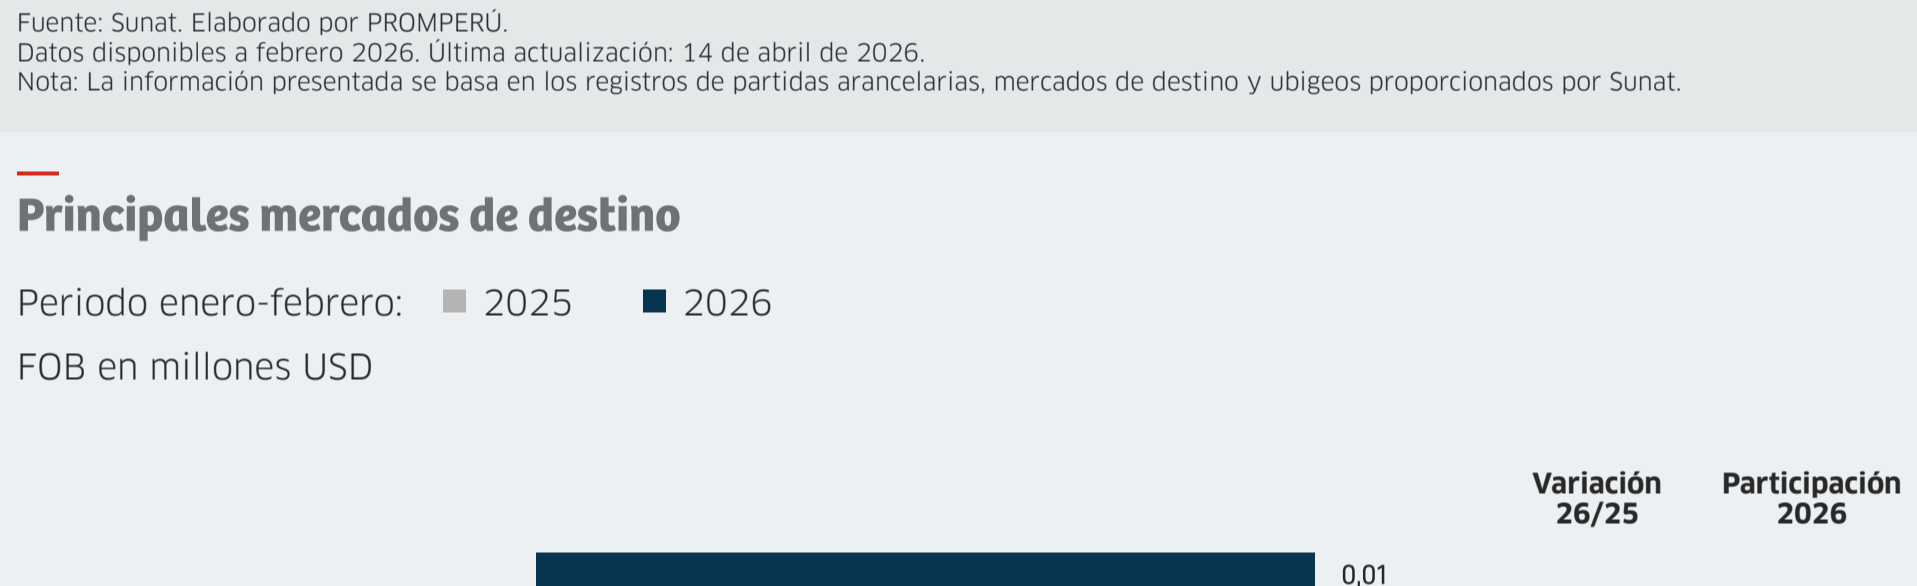 Fuente: Sunat. Elaborado por PROMPERÚ.
Datos disponibles a febrero 2026. Última actualización: 14 de abril de 2026.
Nota: La información presentada se basa en los registros de partidas arancelarias, mercados de destino y ubigeos proporcionados por Sunat.
Principales mercados de destino
Periodo enero-febrero: 2025 2026
FOB en millones USD
Variación 26/25
Participación 2026
0,01